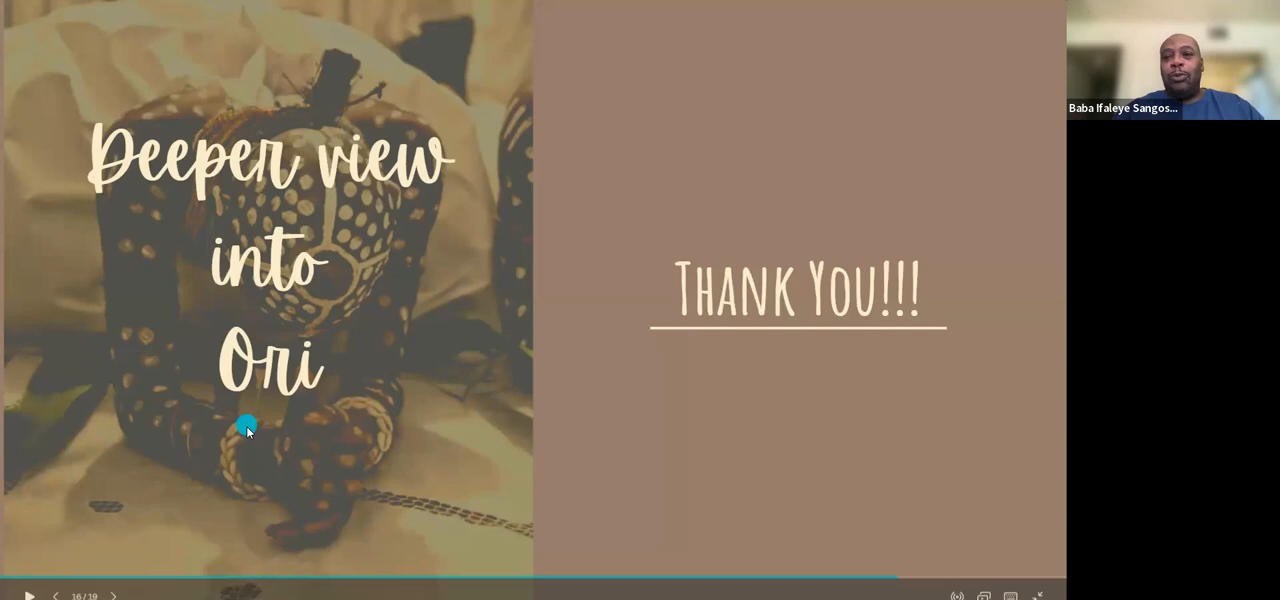 Deeper view
into
Ori
THANK YOU!!!
Baba Ifaleye Sangos...
16 / 19